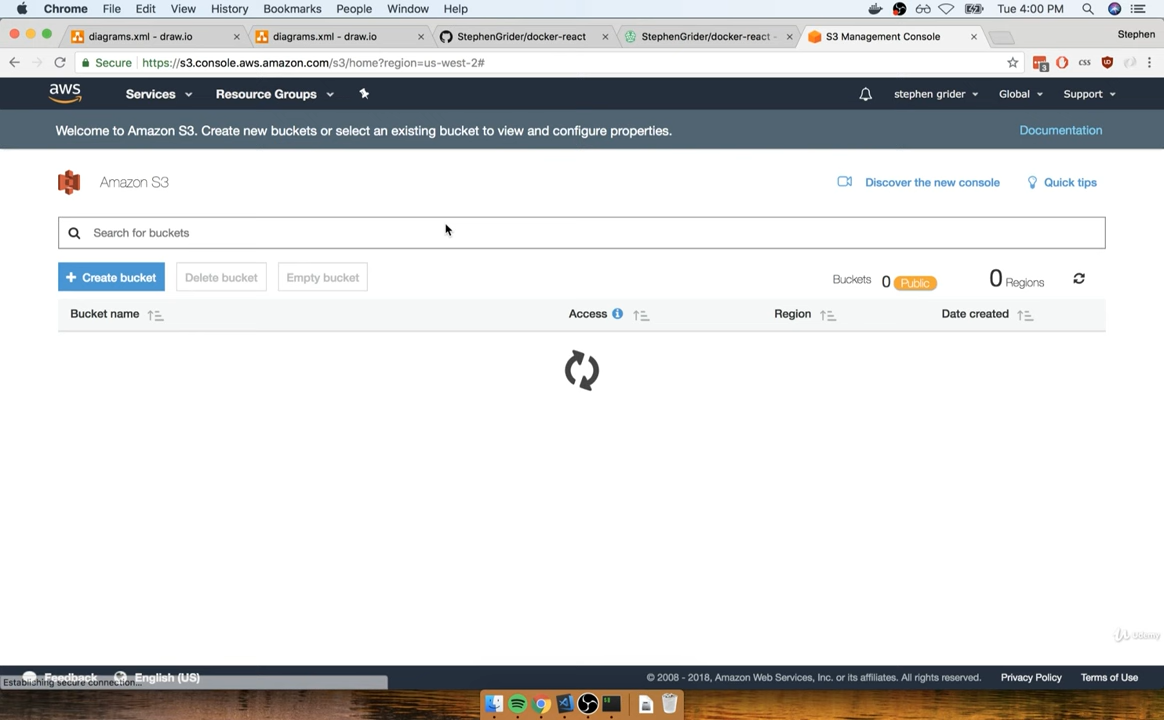 Chrome File Edit View History Bookmarks People Window Help Tue 4:00 PM
diagrams.xml - draw.io × diagrams.xml - draw.io × StephenGrider/docker-react × StephenGrider/docker-react - × S3 Management Console × Stephen
Secure https://s3.console.aws.amazon.com/s3/home?region=us-west-2# 3 CSS
aws Services Resource Groups stephen grider Global Support
Welcome to Amazon S3. Create new buckets or select an existing bucket to view and configure properties. Documentation
Amazon S3 Discover the new console Quick tips
Search for buckets
+ Create bucket Delete bucket Empty bucket Buckets 0 Public 0 Regions
Bucket name Access Region Date created
Udemy
Feedback English (US) © 2008 - 2018, Amazon Web Services, Inc. or its affiliates. All rights reserved. Privacy Policy Terms of Use
Establishing secure connection...